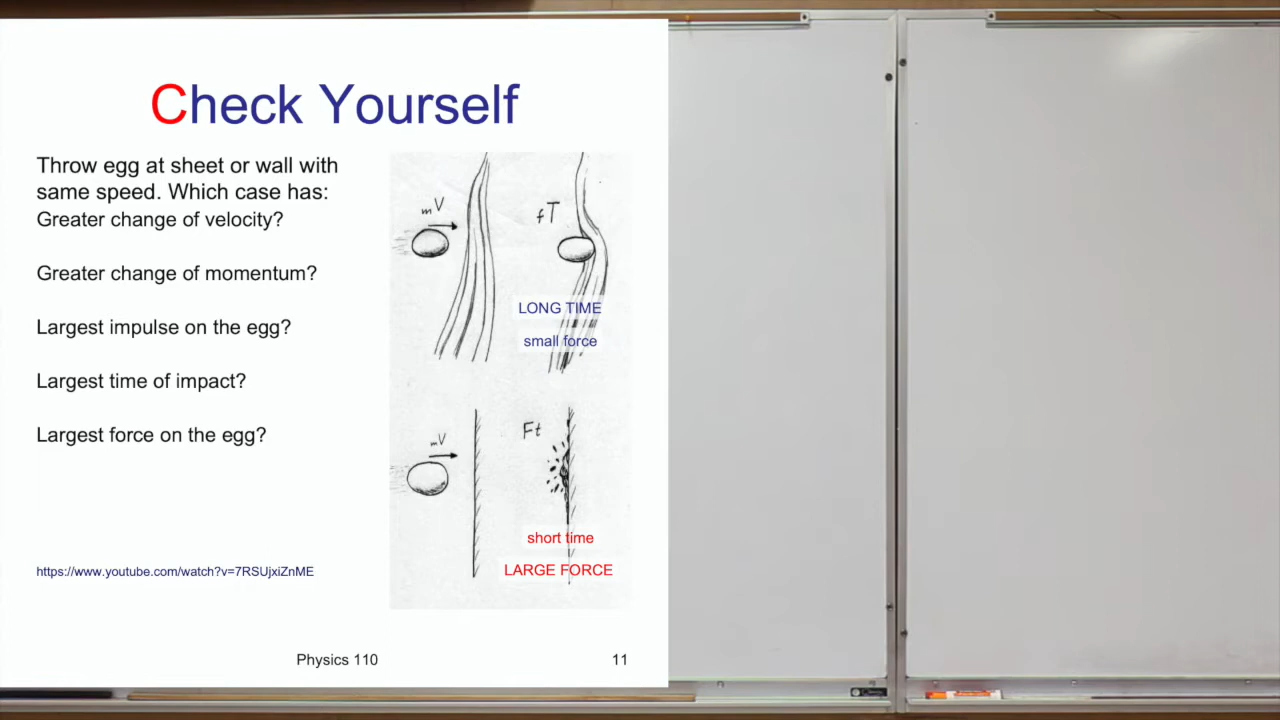 Check Yourself
Throw egg at sheet or wall with
same speed. Which case has:
Greater change of velocity?
Greater change of momentum?
Largest impulse on the egg?
Largest time of impact?
Largest force on the egg?
https://www.youtube.com/watch?v=7RSUjxiZnME
mV
fT
LONG TIME
small force
mV
Ft
short time
LARGE FORCE
Physics 110
11